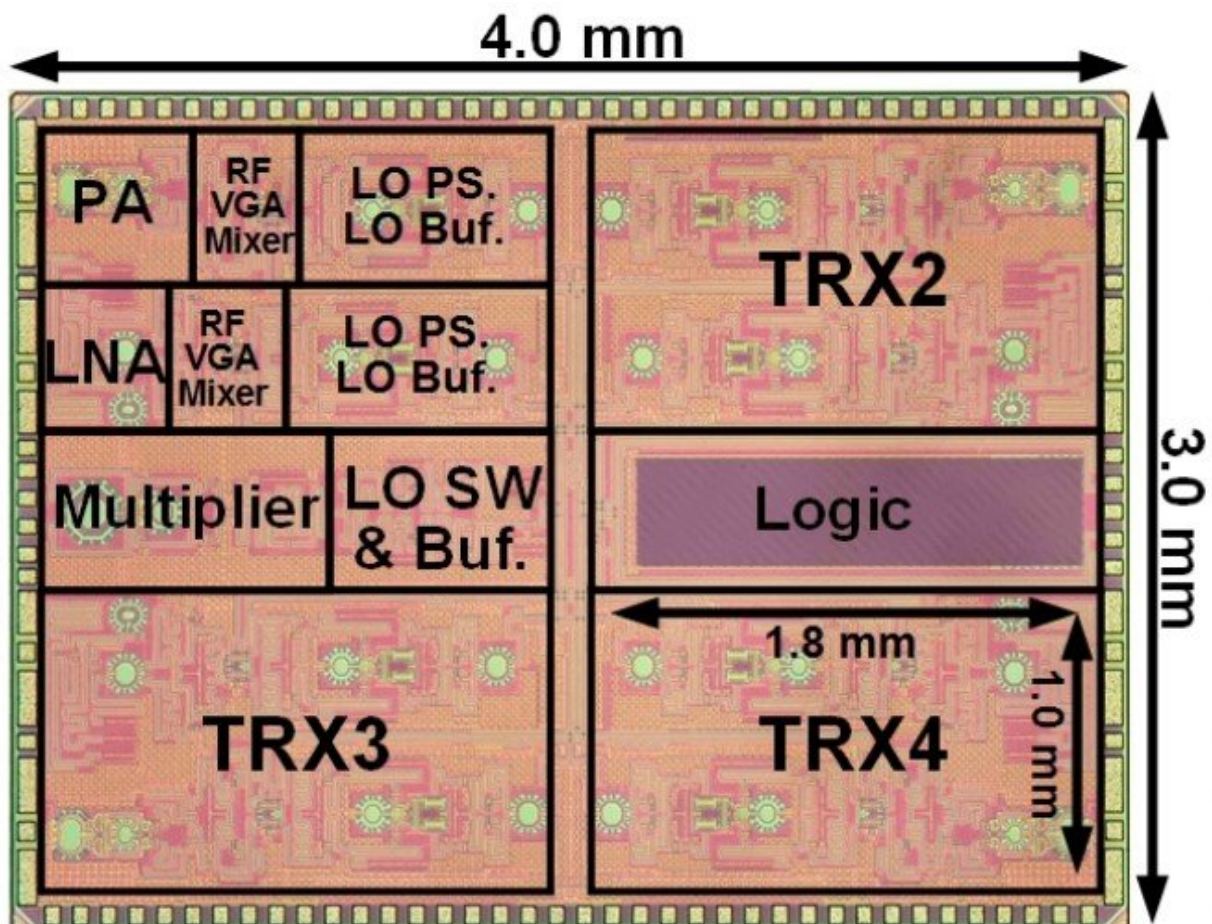 4.0 mm
PA
RF
VGA
Mixer
LO PS.
LO Buf.
TRX2
LNA
RF
VGA
Mixer
LO PS.
LO Buf.
Multiplier
LO SW
& Buf.
Logic
3.0 mm
TRX3
1.8 mm
TRX4
1.0 mm